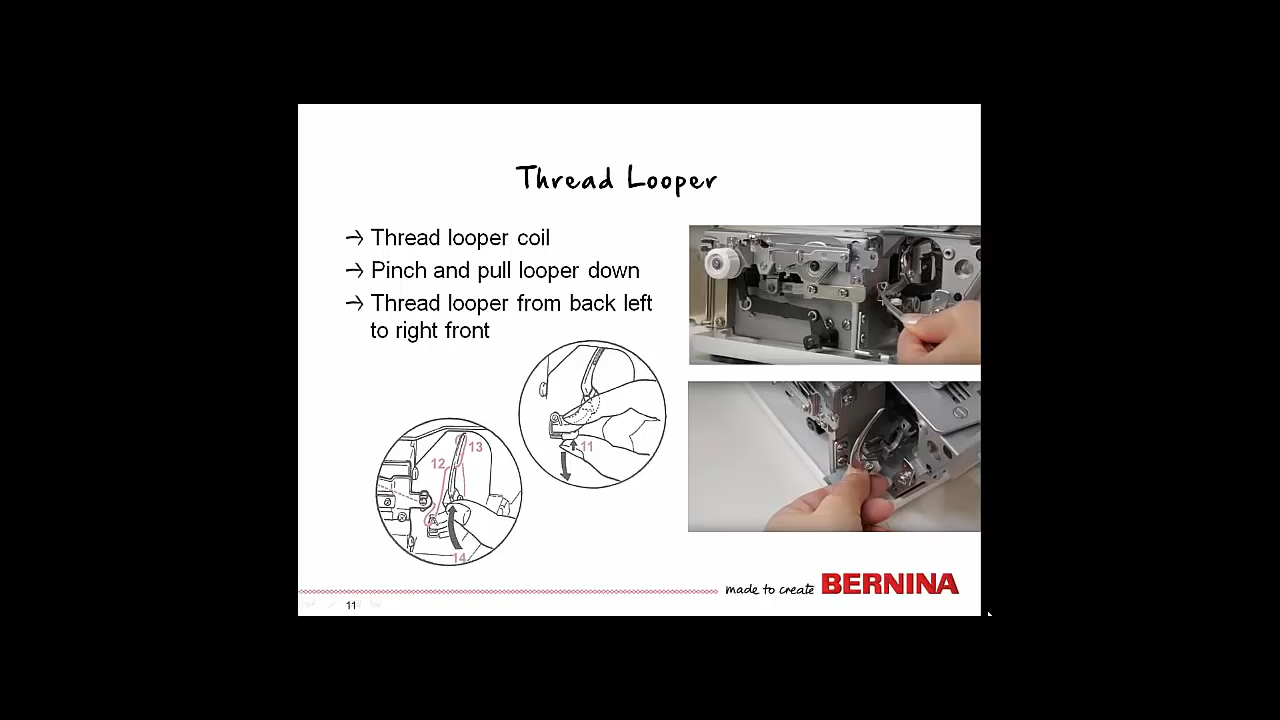 Thread Looper
Thread looper coil
Pinch and pull looper down
Thread looper from back left
to right front
11
13
12
14
made to create BERNINA
11